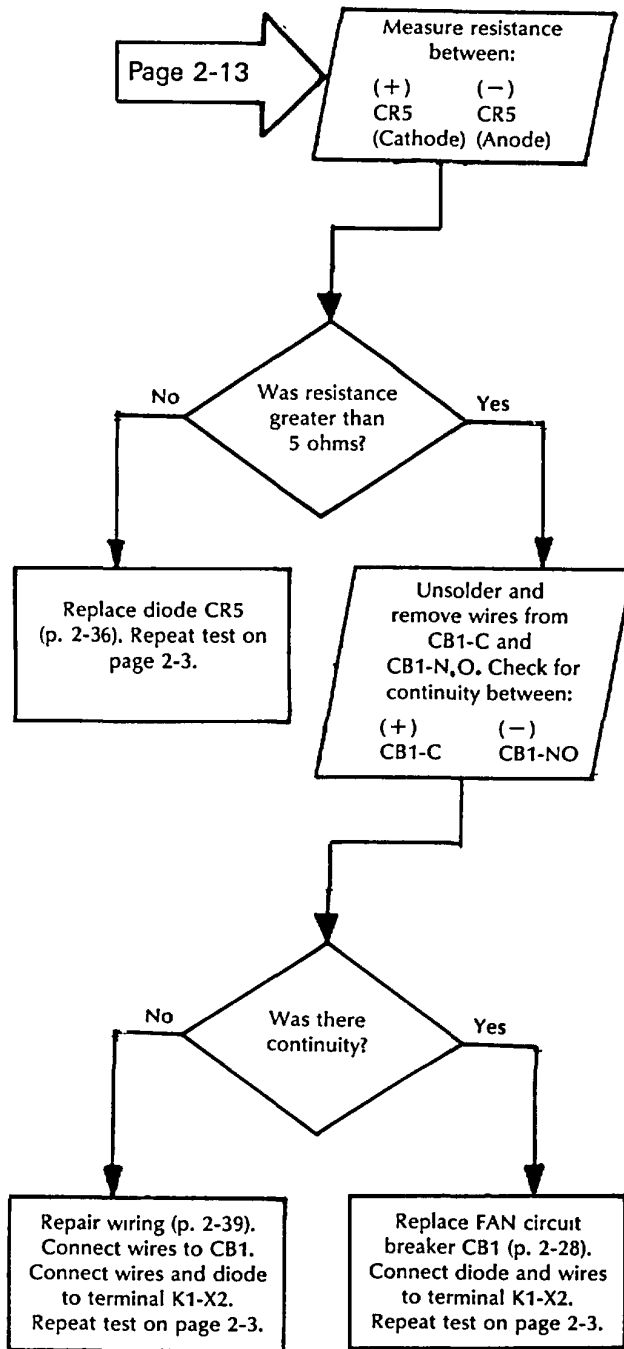 Page 2-13
Measure resistance
between:
(+) (−)
CR5 CR5
(Cathode) (Anode)
Was resistance
greater than
5 ohms?
No
Yes
Replace diode CR5
(p. 2-36). Repeat test on
page 2-3.
Unsolder and
remove wires from
CB1-C and
CB1-N.O. Check for
continuity between:
(+) (−)
CB1-C CB1-NO
Was there
continuity?
No
Yes
Repair wiring (p. 2-39).
Connect wires to CB1.
Connect wires and diode
to terminal K1-X2.
Repeat test on page 2-3.
Replace FAN circuit
breaker CB1 (p. 2-28).
Connect diode and wires
to terminal K1-X2.
Repeat test on page 2-3.